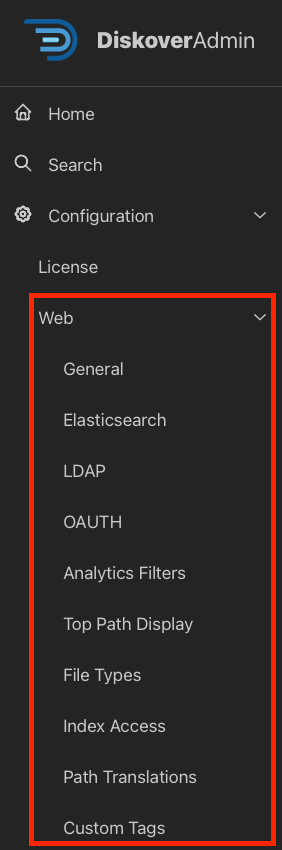 DiskoverAdmin
Home
Search
Configuration
License
Web
General
Elasticsearch
LDAP
OAUTH
Analytics Filters
Top Path Display
File Types
Index Access
Path Translations
Custom Tags